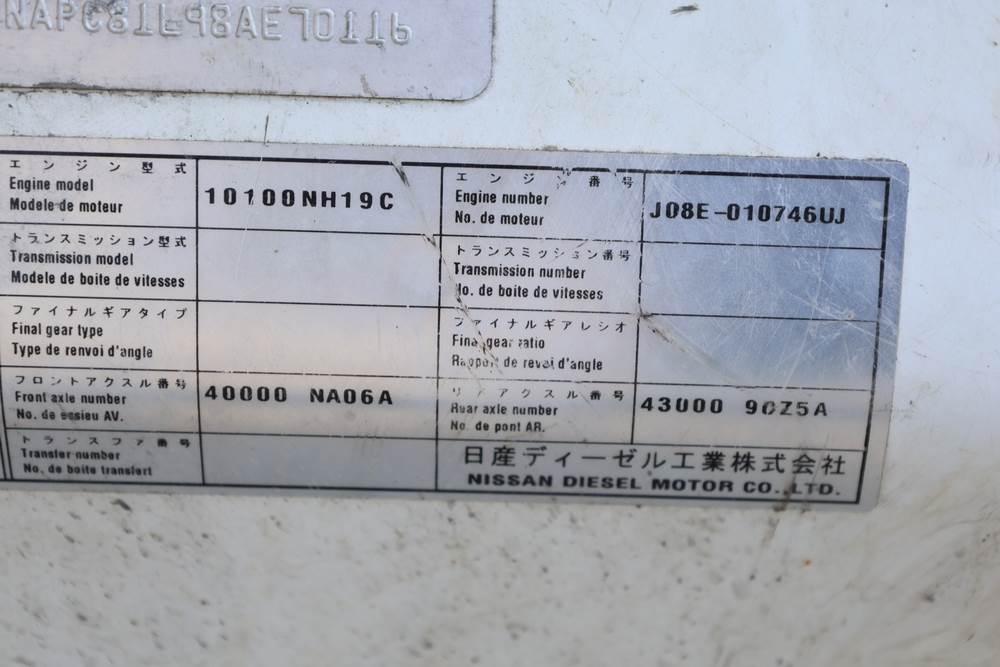 エンジン型式
Engine model
Modele de moteur
10100NH19C
エンジン番号
Engine number
No. de moteur
J08E-010746UJ
トランスミッション型式
Transmission model
Modele de boite de vitesses
トランスミッション番号
Transmission number
No. de boite de vitesses
ファイナルギアタイプ
Final gear type
Type de renvoi d'angle
ファイナルギアレシオ
Final gear ratio
Rapport de revoi d'angle
フロントアクスル番号
Front axle number
No. de essieu AV.
40000 NA06A
リアアクスル番号
Rear axle number
No. de pont AR.
43000 90Z5A
トランスファ番号
Transfer number
No. de boite transfert
日産ディーゼル工業株式会社
NISSAN DIESEL MOTOR CO.,LTD.